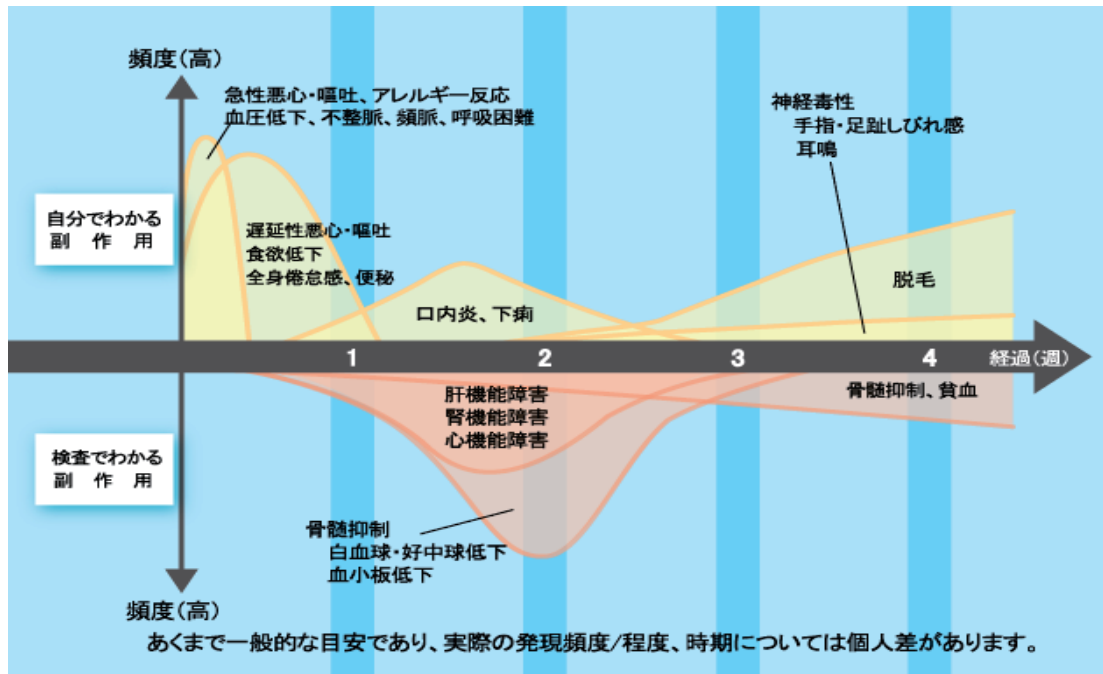 頻度（高）
急性悪心・嘔吐、アレルギー反応
血圧低下、不整脈、頻脈、呼吸困難
神経毒性
手指・足趾しびれ感
耳鳴
自分でわかる
副 作 用
遅延性悪心・嘔吐
食欲低下
全身倦怠感、便秘
口内炎、下痢
脱毛
1 2 3 4 経過（週）
肝機能障害
腎機能障害
心機能障害
骨髄抑制、貧血
検査でわかる
副 作 用
骨髄抑制
白血球・好中球低下
血小板低下
頻度（高）
あくまで一般的な目安であり、実際の発現頻度/程度、時期については個人差があります。